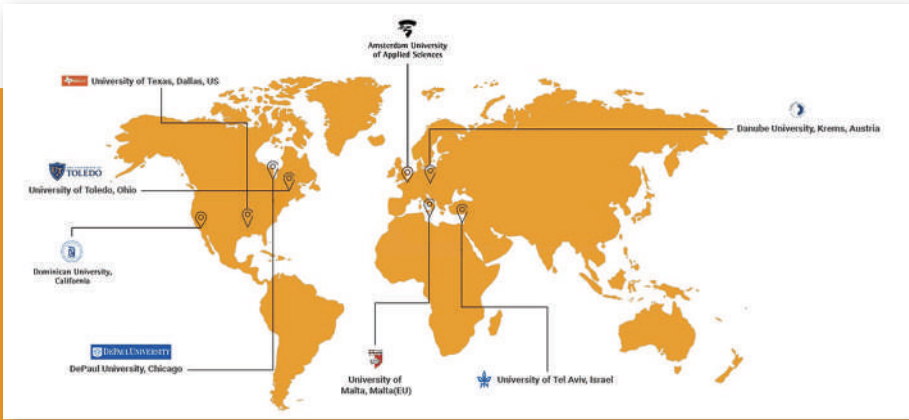 Amsterdam University
of Applied Sciences
University of Texas, Dallas, US
Danube University, Krems, Austria
TOLEDO
University of Toledo, Ohio
Dominican University,
California
DEPAUL UNIVERSITY
DePaul University, Chicago
University of
Malta, Malta(EU)
University of Tel Aviv, Israel